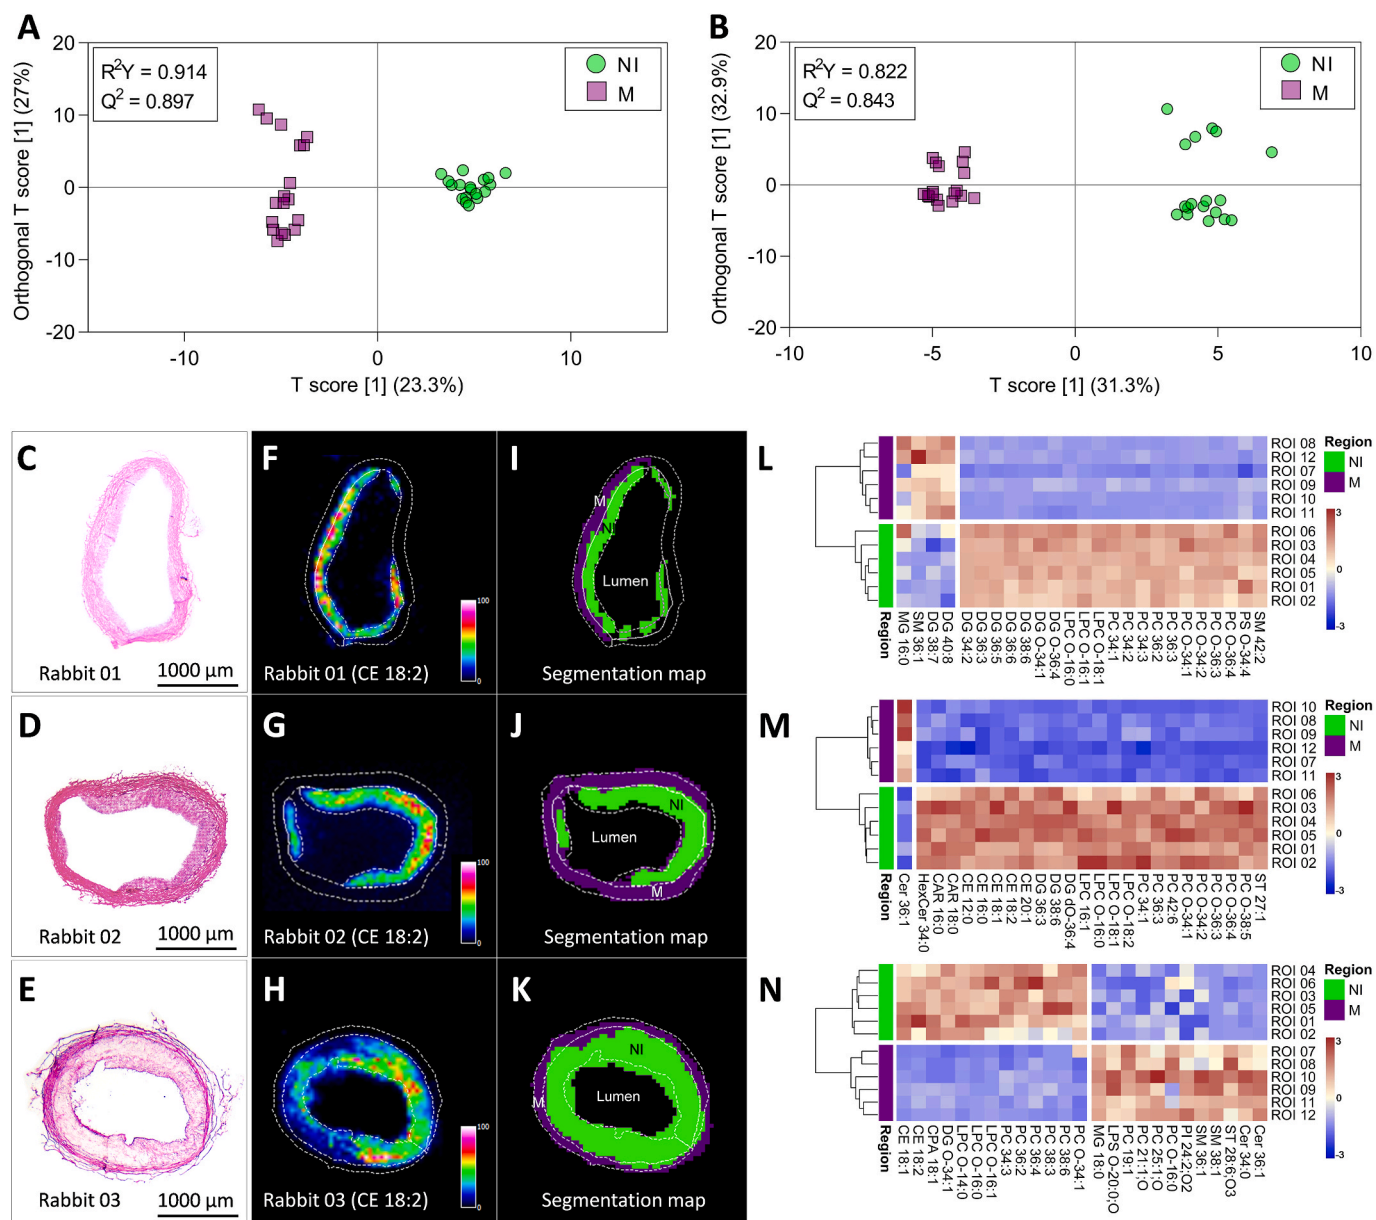 A
20
10
0
-10
-20
R²Y = 0.914
Q² = 0.897
NI
M
Orthogonal T score [1] (27%)
-10
0
10
T score [1] (23.3%)
B
20
10
0
-10
-20
R²Y = 0.822
Q² = 0.843
NI
M
Orthogonal T score [1] (32.9%)
-10
-5
0
5
10
T score [1] (31.3%)
C
Rabbit 01
1000 µm
F
100
0
Rabbit 01 (CE 18:2)
I
M
NI
Lumen
Segmentation map
D
Rabbit 02
1000 µm
G
100
0
Rabbit 02 (CE 18:2)
J
NI
Lumen
M
Segmentation map
E
Rabbit 03
1000 µm
H
100
0
Rabbit 03 (CE 18:2)
K
NI
M
Lumen
Segmentation map
L
ROI 08
ROI 12
ROI 07
ROI 09
ROI 10
ROI 11
ROI 06
ROI 03
ROI 04
ROI 05
ROI 01
ROI 02
Region
NI
M
3
0
-3
Region
MG 16:0
SM 36:1
DG 38:7
DG 40:8
DG 34:2
DG 36:3
DG 36:5
DG 36:6
DG 38:6
DG O-34:1
DG O-36:4
LPC O-16:0
LPC O-16:1
LPC O-18:1
PC 34:1
PC 34:2
PC 34:3
PC 36:2
PC 36:3
PC O-34:1
PC O-34:2
PC O-36:3
PC O-36:4
PS O-34:4
SM 42:2
M
ROI 10
ROI 08
ROI 09
ROI 12
ROI 07
ROI 11
ROI 06
ROI 03
ROI 04
ROI 05
ROI 01
ROI 02
Region
NI
M
3
0
-3
Region
Cer 36:1
HexCer 34:0
CAR 16:0
CAR 18:0
CE 12:0
CE 16:0
CE 18:1
CE 18:2
CE 20:1
DG 36:3
DG 38:6
DG dO-36:4
LPC 16:1
LPC O-16:0
LPC O-18:1
LPC O-18:2
PC 34:1
PC 36:3
PC 42:6
PC O-34:1
PC O-34:2
PC O-36:3
PC O-36:4
PC O-38:5
ST 27:1
N
ROI 04
ROI 06
ROI 03
ROI 05
ROI 01
ROI 02
ROI 07
ROI 08
ROI 10
ROI 09
ROI 11
ROI 12
Region
NI
M
3
0
-3
Region
CE 18:1
CE 18:2
CPA 18:1
DG O-34:1
LPC O-14:0
LPC O-16:0
LPC O-16:1
PC 34:3
PC 36:2
PC 36:4
PC 38:3
PC 38:6
PC O-34:1
MG 18:0
LPS O-20:0;O
PC 19:1
PC 21:1;O
PC 25:1;O
PC O-16:0
PI 24:2;O2
SM 36:1
SM 38:1
ST 28:6;O3
Cer 34:0
Cer 36:1